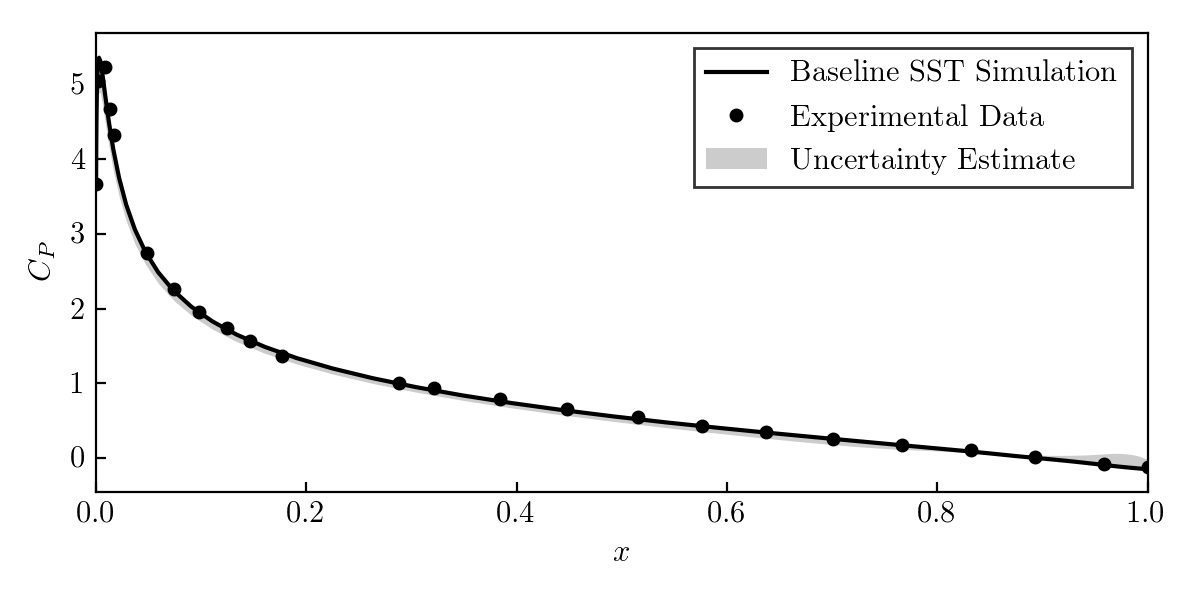 Baseline SST Simulation
Experimental Data
Uncertainty Estimate
5
4
3
2
1
0
C_P
0.0 0.2 0.4 0.6 0.8 1.0
x